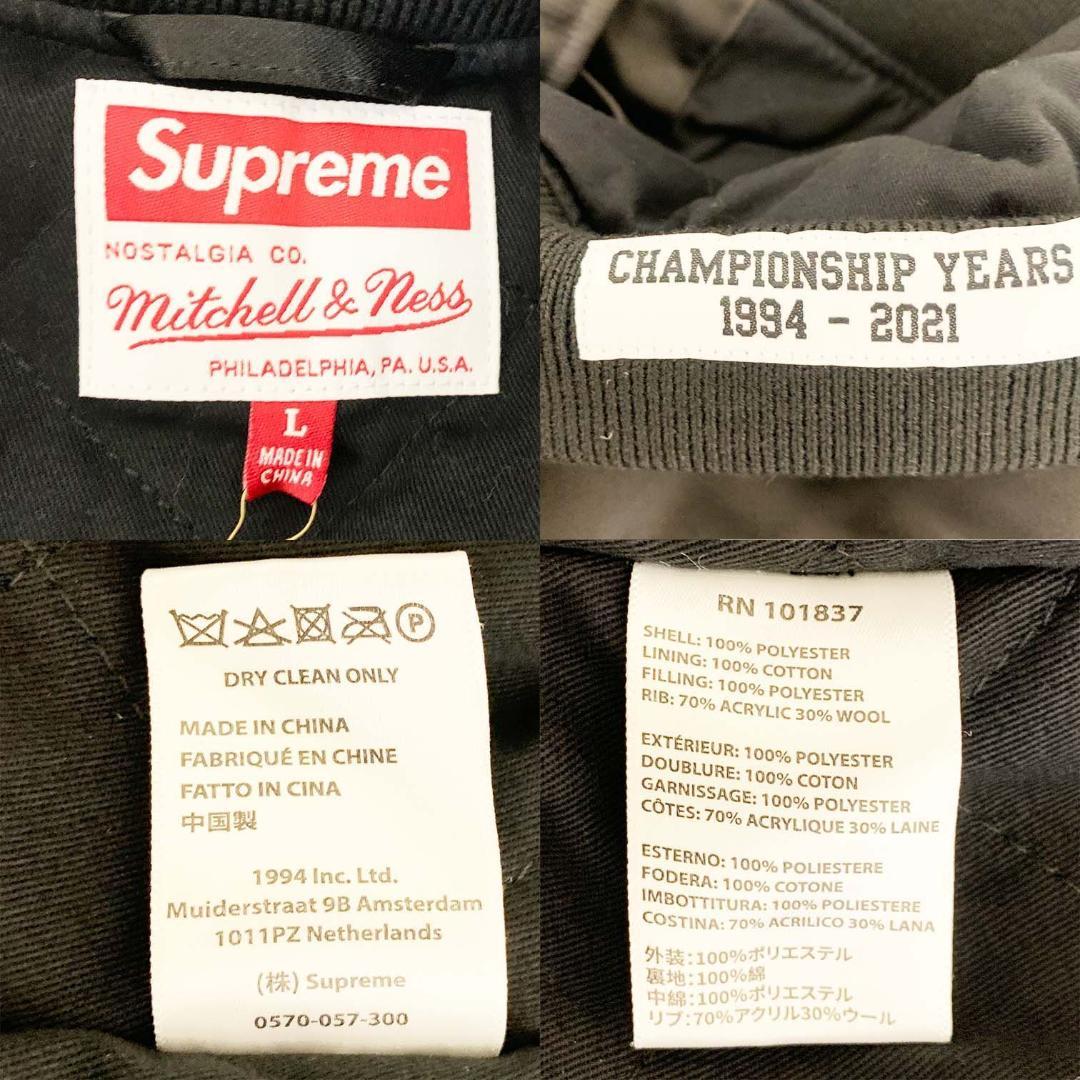 Supreme
NOSTALGIA CO.
Mitchell & Ness
PHILADELPHIA, PA. U.S.A.
L
MADE IN
CHINA
CHAMPIONSHIP YEARS
1994 - 2021
P
DRY CLEAN ONLY
MADE IN CHINA
FABRIQUÉ EN CHINE
FATTO IN CINA
中国製
1994 Inc. Ltd.
Muiderstraat 9B Amsterdam
1011PZ Netherlands
(株) Supreme
0570-057-300
RN 101837
SHELL: 100% POLYESTER
LINING: 100% COTTON
FILLING: 100% POLYESTER
RIB: 70% ACRYLIC 30% WOOL
EXTÉRIEUR: 100% POLYESTER
DOUBLURE: 100% COTON
GARNISSAGE: 100% POLYESTER
CÔTES: 70% ACRYLIQUE 30% LAINE
ESTERNO: 100% POLIESTERE
FODERA: 100% COTONE
IMBOTTITURA: 100% POLIESTERE
COSTINA: 70% ACRILICO 30% LANA
外装:100%ポリエステル
裏地:100%綿
中綿:100%ポリエステル
リブ:70%アクリル30%ウール